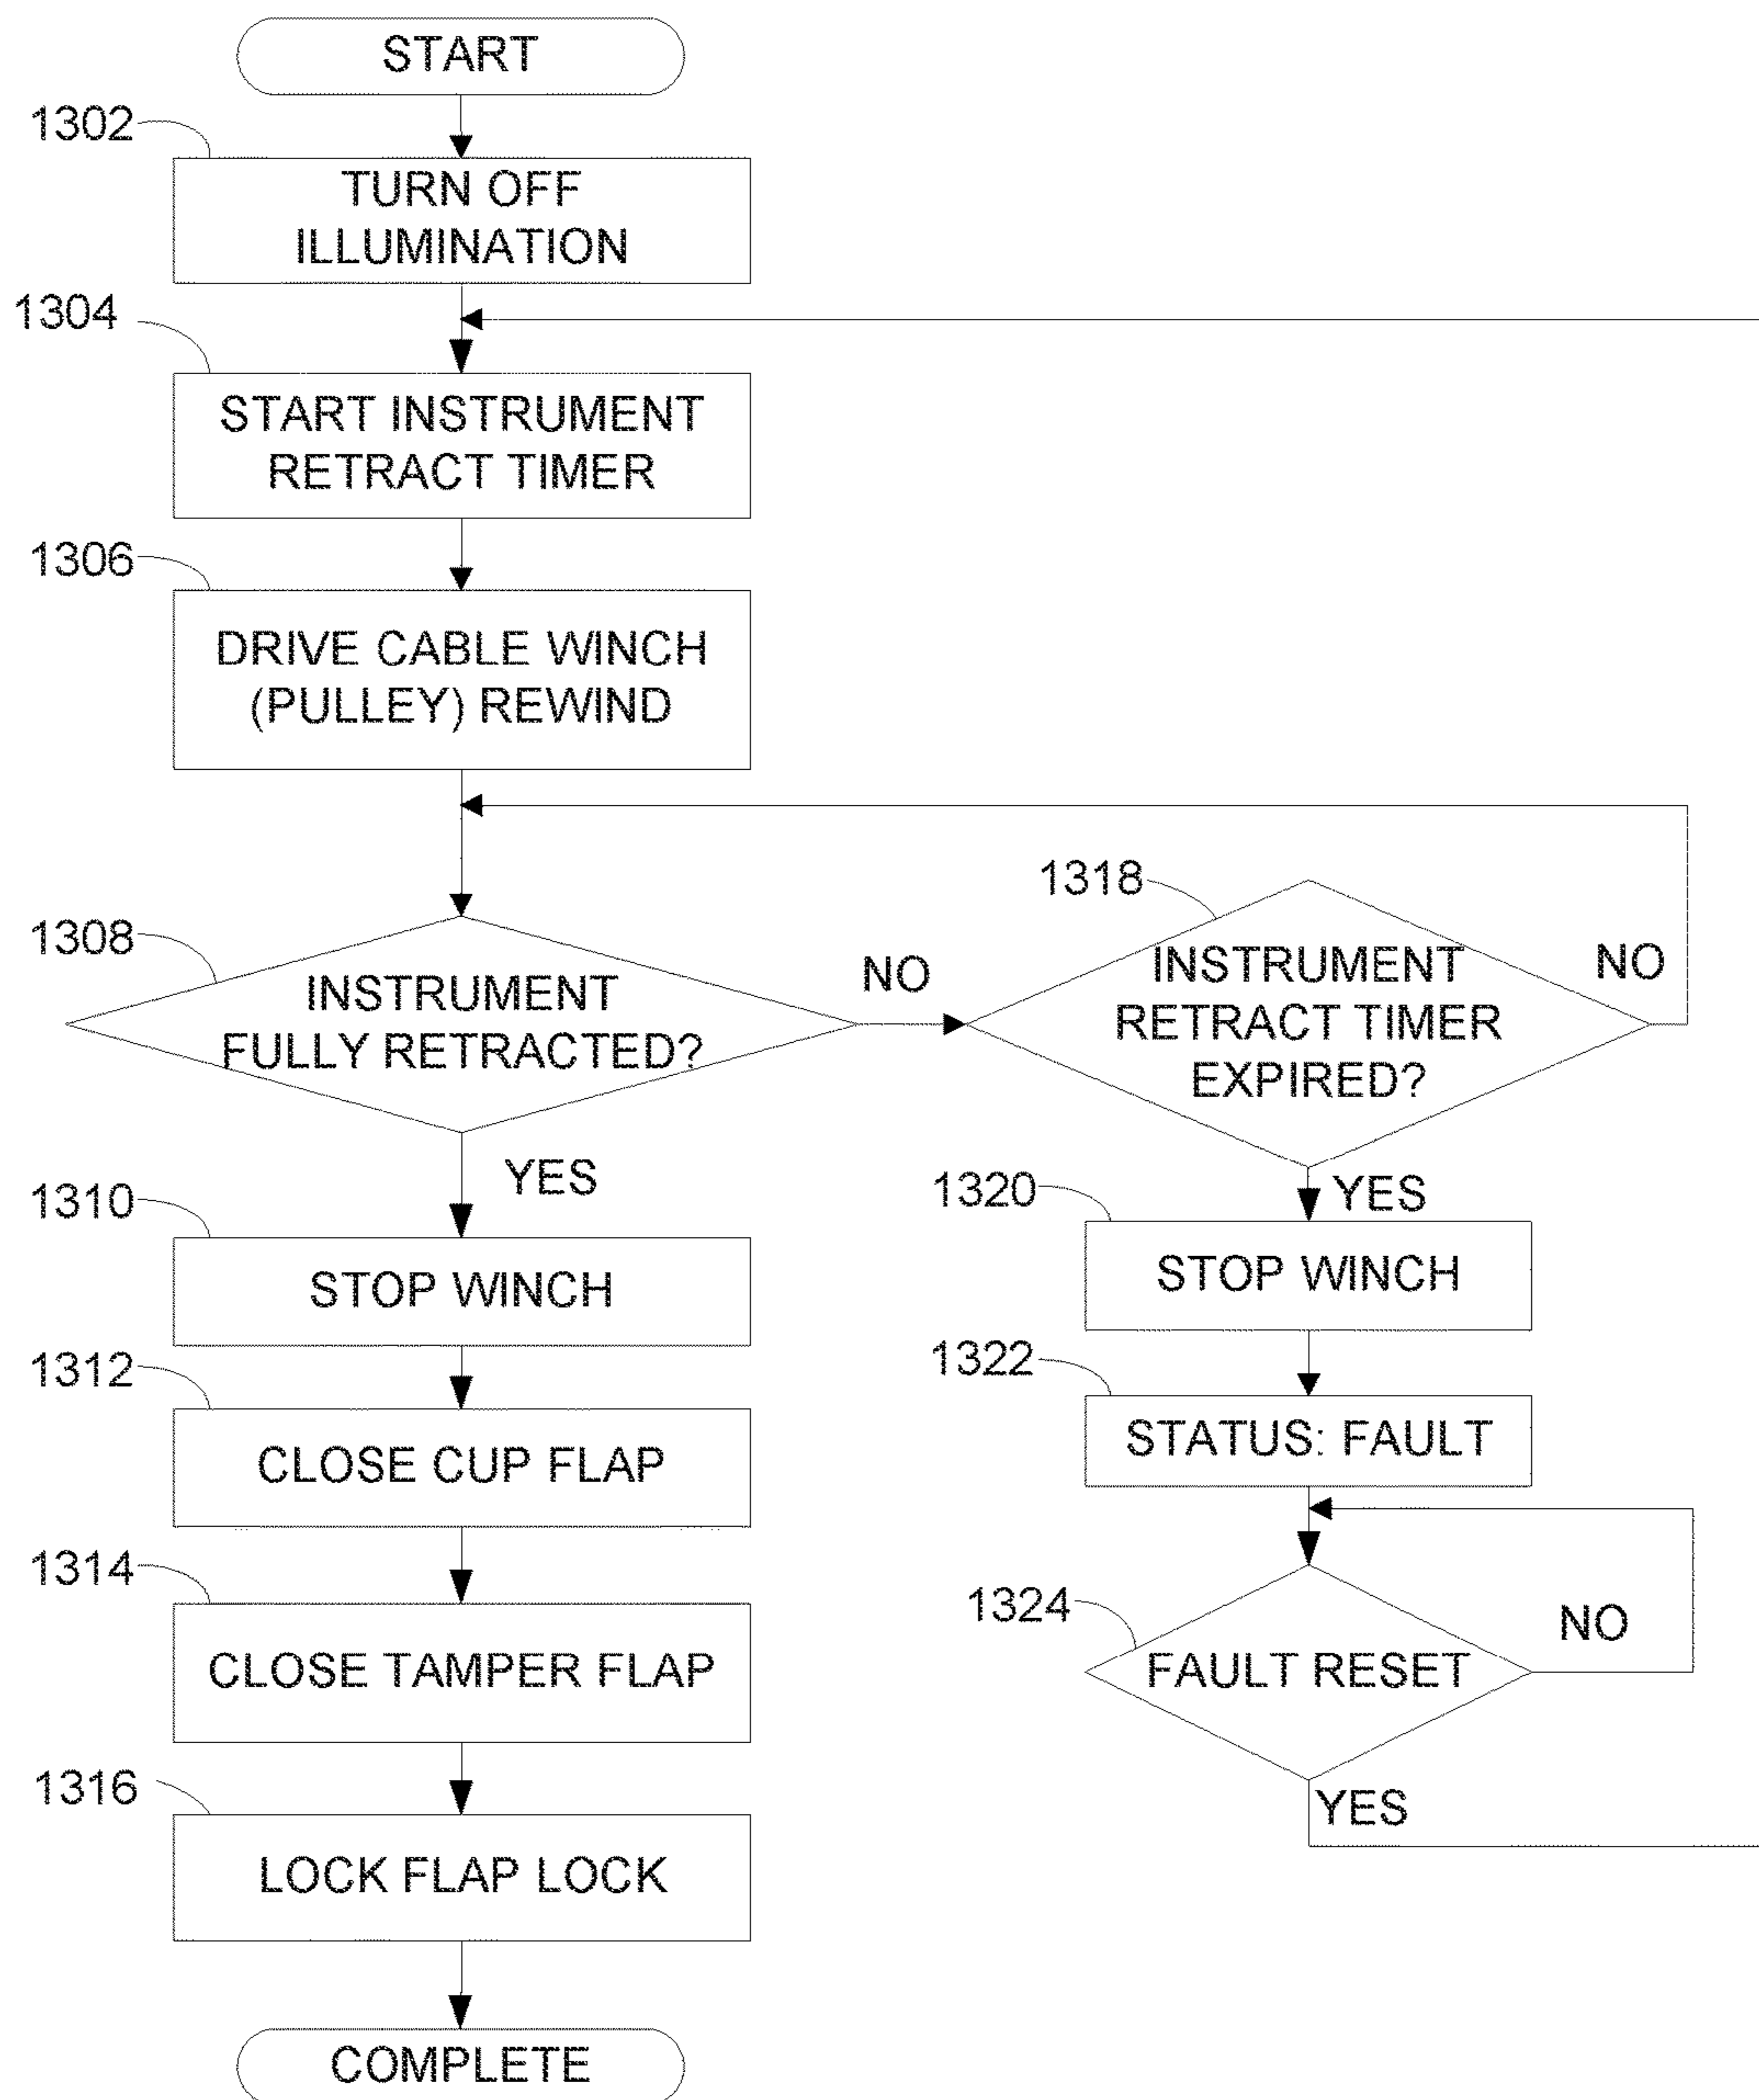 START
1302
TURN OFF
ILLUMINATION
1304
START INSTRUMENT
RETRACT TIMER
1306
DRIVE CABLE WINCH
(PULLEY) REWIND
1308
INSTRUMENT
FULLY RETRACTED?
NO
YES
1318
INSTRUMENT
RETRACT TIMER
EXPIRED?
NO
YES
1310
STOP WINCH
1312
CLOSE CUP FLAP
1314
CLOSE TAMPER FLAP
1316
LOCK FLAP LOCK
COMPLETE
1320
STOP WINCH
1322
STATUS: FAULT
1324
FAULT RESET
NO
YES